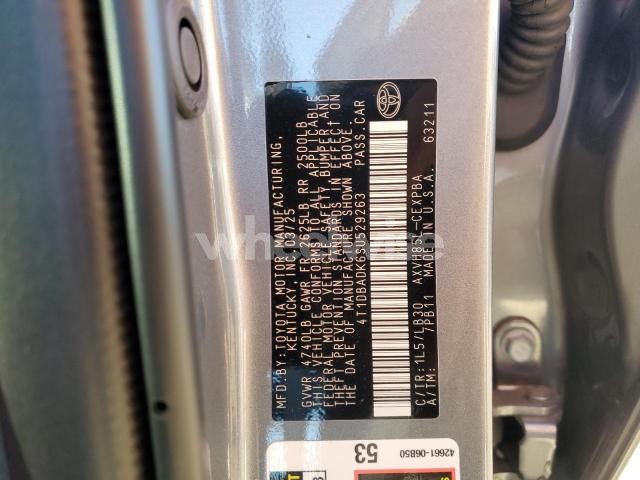 MFD.BY:TOYOTA MOTOR MANUFACTURING,
KENTUCKY, INC. 03/25
GVWR 4740LB GAWR FR 2625LB RR 2500LB
THIS VEHICLE CONFORMS TO ALL APPLICABLE
FEDERAL MOTOR VEHICLE SAFETY, BUMPER AND
THEFT PREVENTION STANDARDS IN EFFECT ON
THE DATE OF MANUFACTURE SHOWN ABOVE.
4T1DBADK6SU529263 PASS.CAR
C/TR:1L5/LB30 AXVH85L-CEXPBA
A/TM: 7PB11 MADE IN U.S.A. 63211
53
42661-06B50